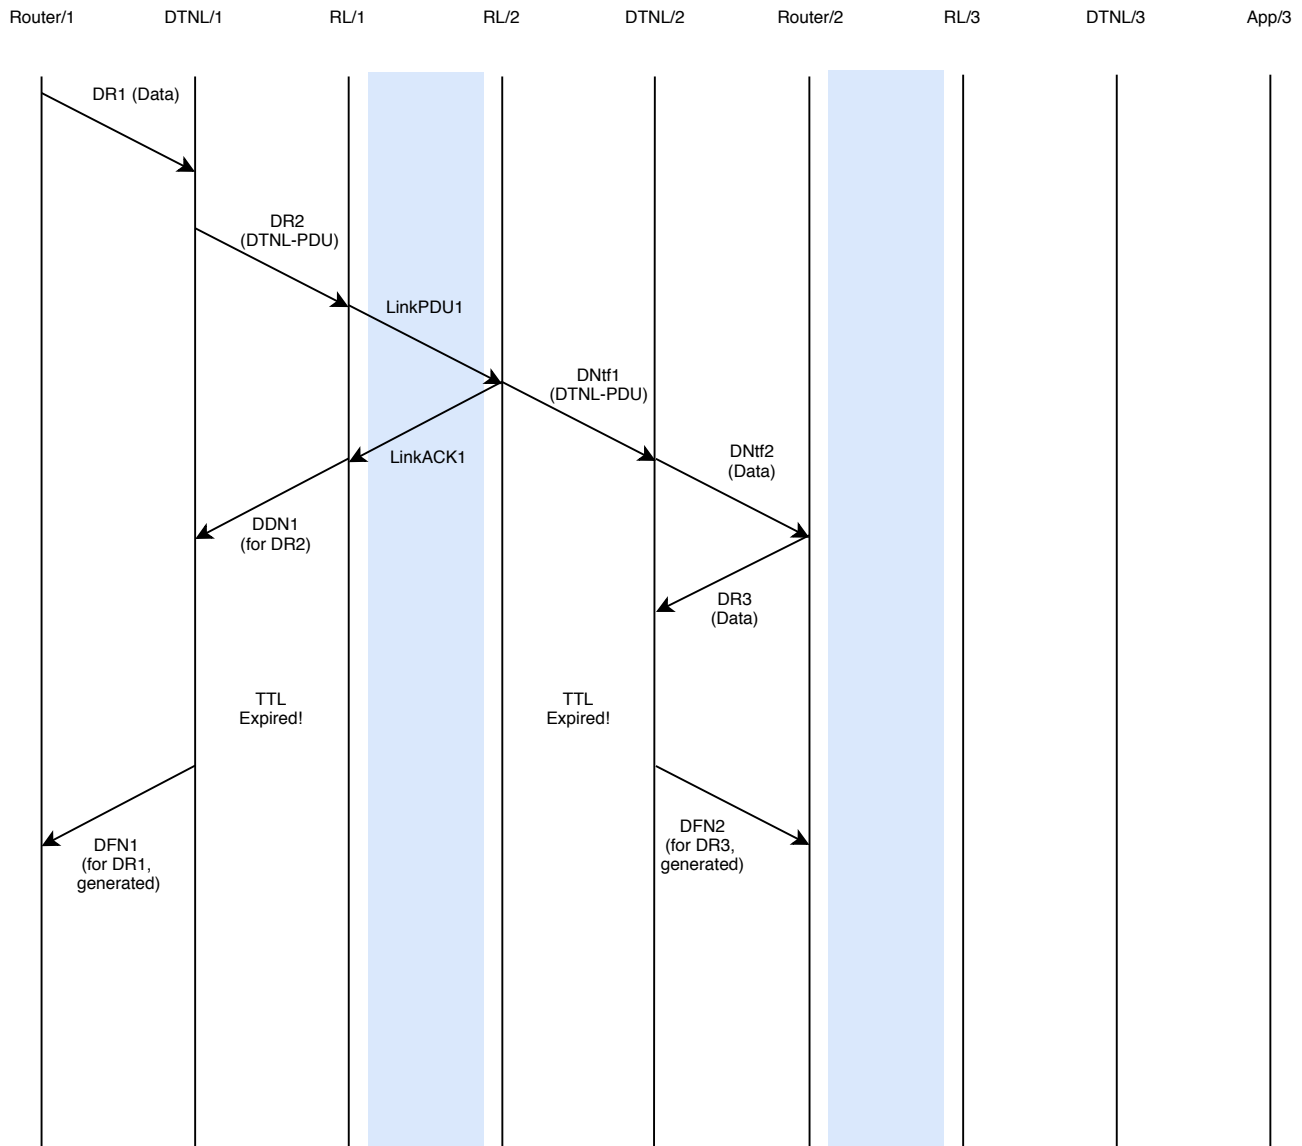 Router/1
DTNL/1
RL/1
RL/2
DTNL/2
Router/2
RL/3
DTNL/3
App/3
DR1 (Data)
DR2
(DTNL-PDU)
LinkPDU1
DNtf1
(DTNL-PDU)
LinkACK1
DNtf2
(Data)
DDN1
(for DR2)
DR3
(Data)
TTL
Expired!
TTL
Expired!
DFN1
(for DR1,
generated)
DFN2
(for DR3,
generated)